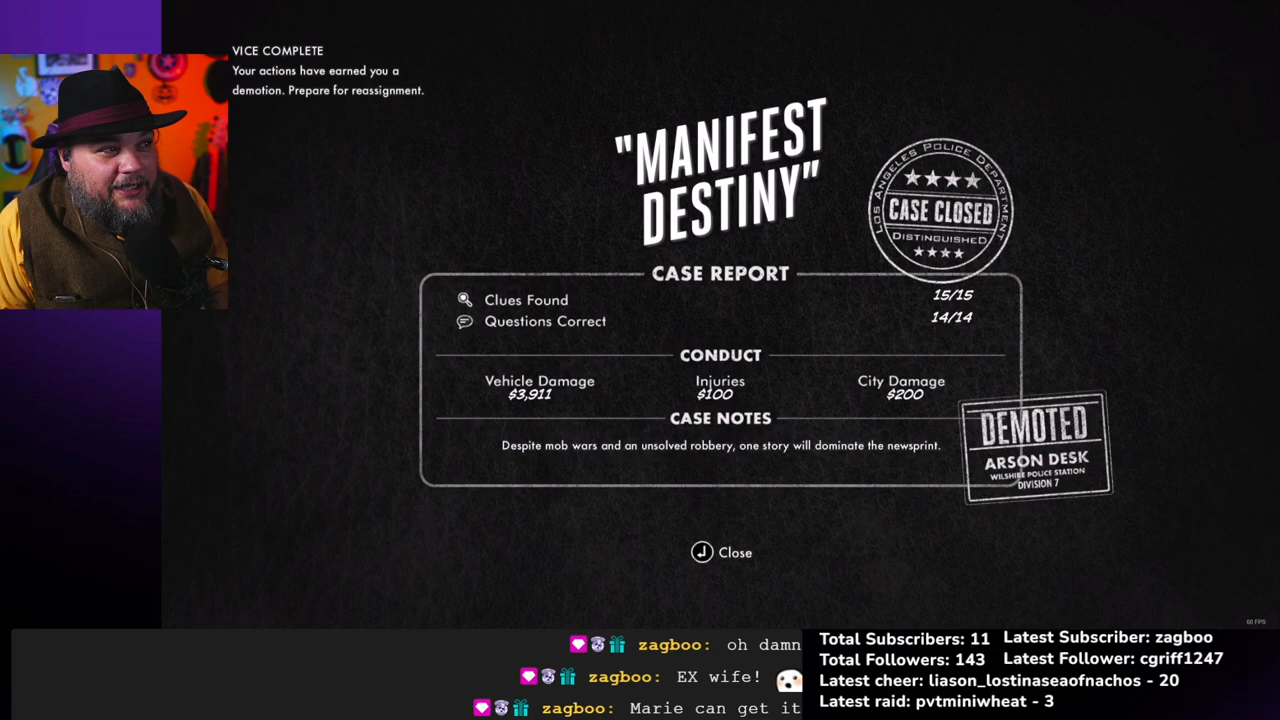 VICE COMPLETE
Your actions have earned you a
demotion. Prepare for reassignment.
"MANIFEST
DESTINY"
LOS ANGELES POLICE DEPARTMENT
CASE CLOSED
DISTINGUISHED
CASE REPORT
Clues Found 15/15
Questions Correct 14/14
CONDUCT
Vehicle Damage Injuries City Damage
$3,911 $100 $200
CASE NOTES
Despite mob wars and an unsolved robbery, one story will dominate the newsprint.
DEMOTED
ARSON DESK
WILSHIRE POLICE STATION
DIVISION 7
Close
60 FPS
zagboo: oh damn
zagboo: EX wife!
zagboo: Marie can get it
Total Subscribers: 11 Latest Subscriber: zagboo
Total Followers: 143 Latest Follower: cgriff1247
Latest cheer: liason_lostinaseaofnachos - 20
Latest raid: pvtminiwheat - 3